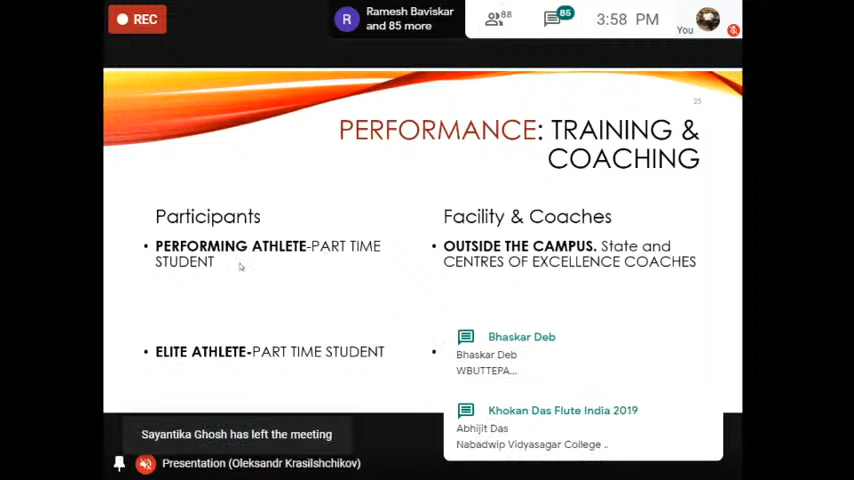 REC
R
Ramesh Baviskar
and 85 more
88
85
3:58 PM
You
25
PERFORMANCE: TRAINING &
COACHING
Participants
• PERFORMING ATHLETE-PART TIME
STUDENT
• ELITE ATHLETE-PART TIME STUDENT
Facility & Coaches
• OUTSIDE THE CAMPUS. State and
CENTRES OF EXCELLENCE COACHES
•
Bhaskar Deb
Bhaskar Deb
WBUTTEPA...
Khokan Das Flute India 2019
Abhijit Das
Nabadwip Vidyasagar College ..
Sayantika Ghosh has left the meeting
Presentation (Oleksandr Krasilshchikov)